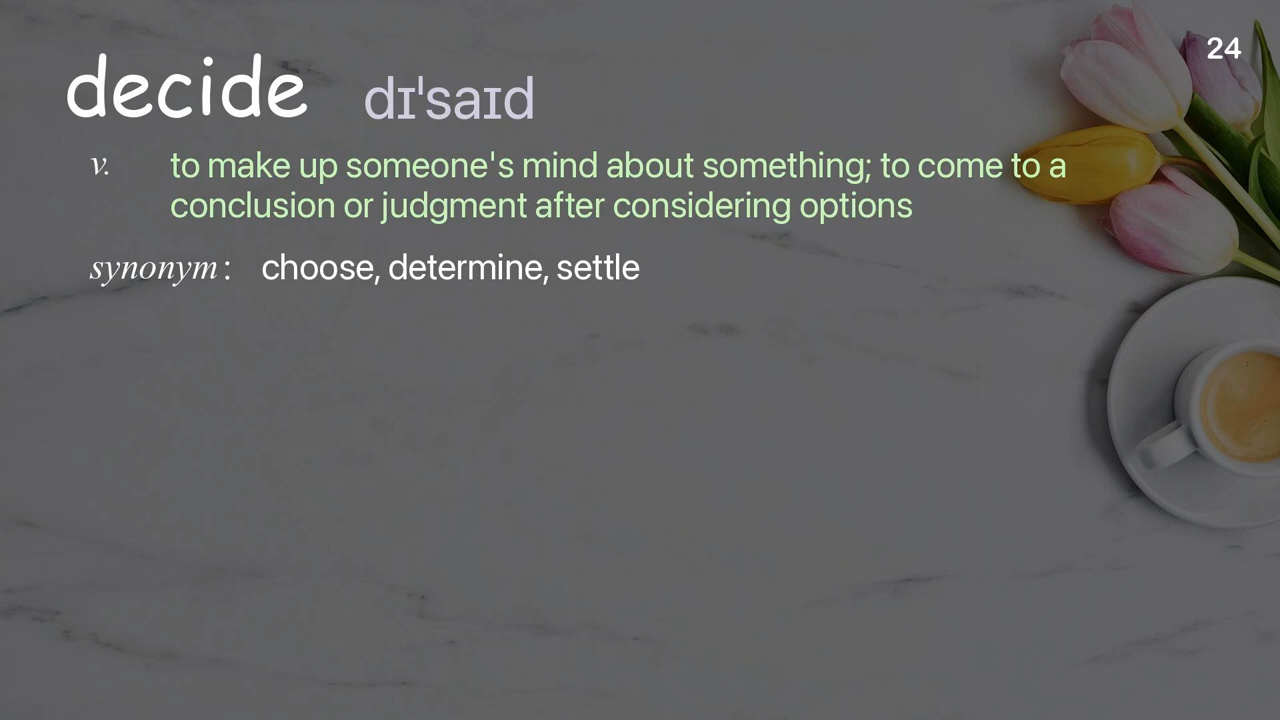 24
decide dɪˈsaɪd
v. to make up someone's mind about something; to come to a
conclusion or judgment after considering options
synonym: choose, determine, settle